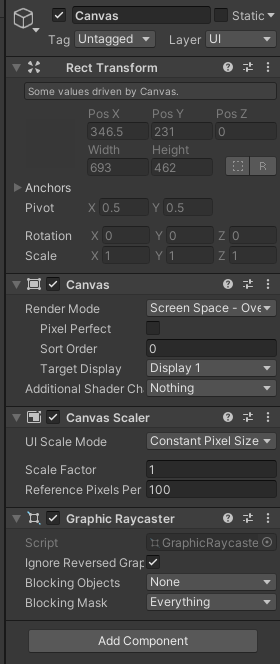 Canvas Static
Tag Untagged Layer UI
Rect Transform
Some values driven by Canvas.
Pos X Pos Y Pos Z
346.5 231 0
Width Height
693 462 R
Anchors
Pivot X 0.5 Y 0.5
Rotation X 0 Y 0 Z 0
Scale X 1 Y 1 Z 1
Canvas
Render Mode Screen Space - Ove
Pixel Perfect
Sort Order 0
Target Display Display 1
Additional Shader Ch Nothing
Canvas Scaler
UI Scale Mode Constant Pixel Size
Scale Factor 1
Reference Pixels Per 100
Graphic Raycaster
Script GraphicRaycaste
Ignore Reversed Grap
Blocking Objects None
Blocking Mask Everything
Add Component